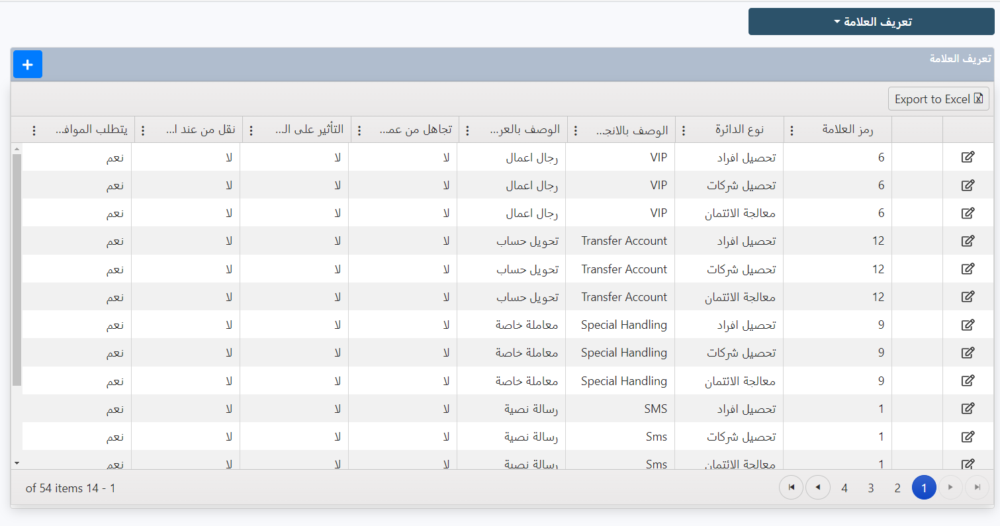 تعريف العلامة
تعريف العلامة
Export to Excel
رمز العلامة نوع الدائرة الوصف بالانجـ... الوصف بالعر... تجاهل من عمـ... التأثير على الـ... نقل من عند ا... يتطلب الموافـ...
6 تحصيل افراد VIP رجال اعمال لا لا لا نعم
6 تحصيل شركات VIP رجال اعمال لا لا لا نعم
6 معالجة الائتمان VIP رجال اعمال لا لا لا نعم
12 تحصيل افراد Transfer Account تحويل حساب لا لا لا نعم
12 تحصيل شركات Transfer Account تحويل حساب لا لا لا نعم
12 معالجة الائتمان Transfer Account تحويل حساب لا لا لا نعم
9 تحصيل افراد Special Handling معاملة خاصة لا لا لا نعم
9 تحصيل شركات Special Handling معاملة خاصة لا لا لا نعم
9 معالجة الائتمان Special Handling معاملة خاصة لا لا لا نعم
1 تحصيل افراد SMS رسالة نصية لا لا لا نعم
1 تحصيل شركات Sms رسالة نصية لا لا لا نعم
1 معالجة الائتمان Sms رسالة نصية لا لا لا نعم
1 2 3 4
of 54 items 14 - 1